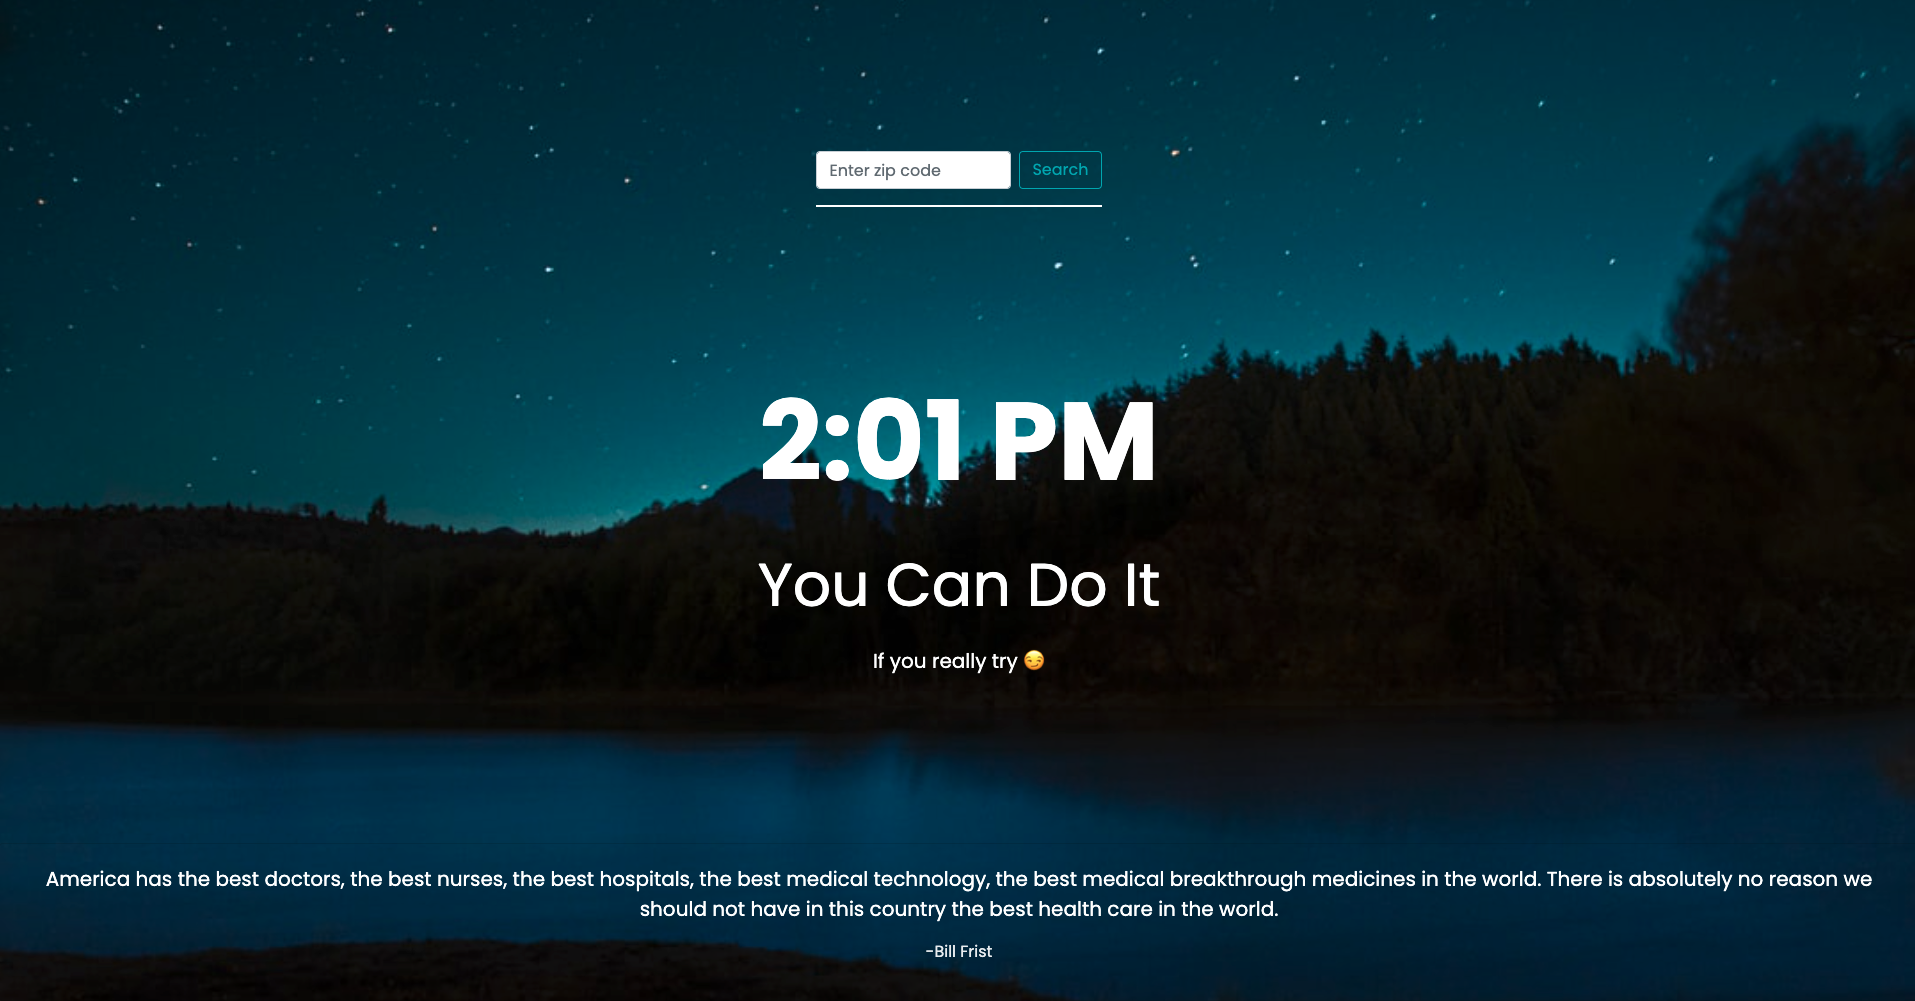 Enter zip code Search
2:01 PM
You Can Do It
If you really try 😏
America has the best doctors, the best nurses, the best hospitals, the best medical technology, the best medical breakthrough medicines in the world. There is absolutely no reason we
should not have in this country the best health care in the world.
-Bill Frist